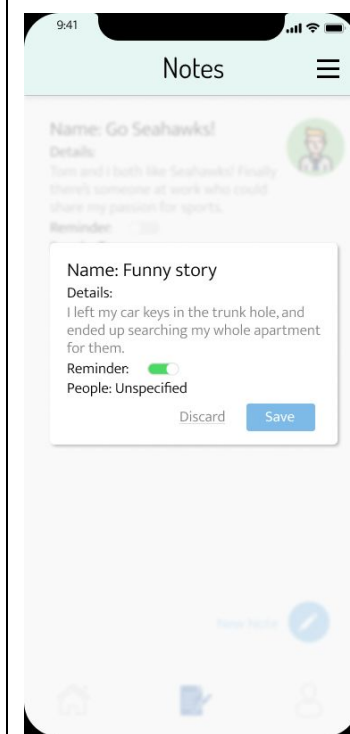 9:41
Notes
Name: Go Seahawks!
Details:
Tom and I both like Seahawks! Finally
there's someone at work who could
share my passion for sports.
Reminder:
Name: Funny story
Details:
I left my car keys in the trunk hole, and
ended up searching my whole apartment
for them.
Reminder:
People: Unspecified
Discard
Save
New Note